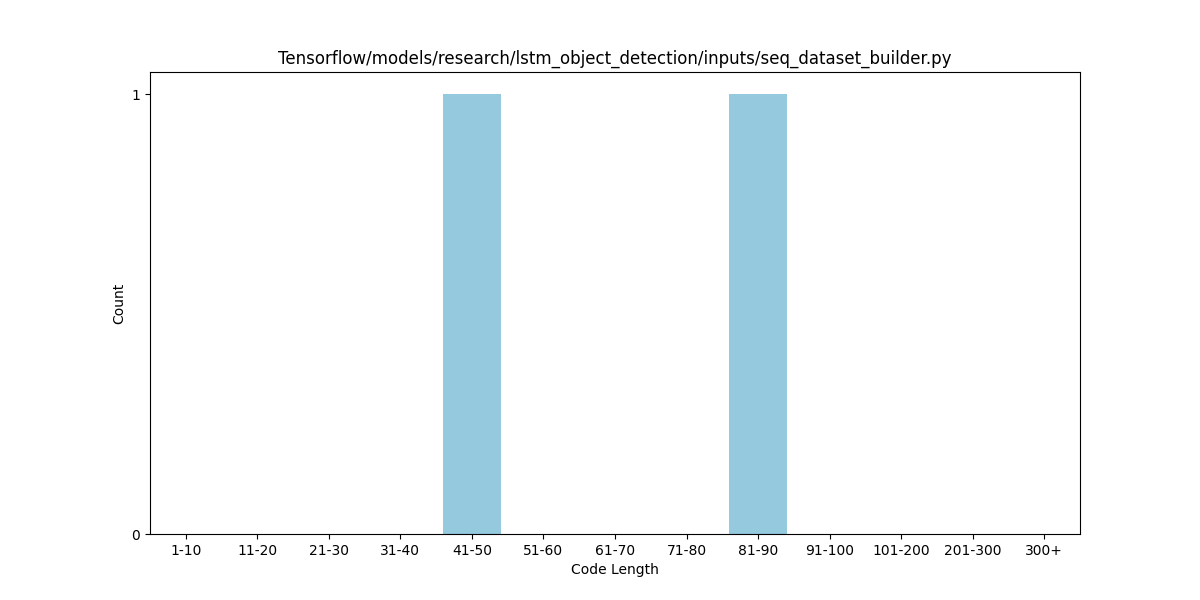 Tensorflow/models/research/lstm_object_detection/inputs/seq_dataset_builder.py
1
Count
0
1-10 11-20 21-30 31-40 41-50 51-60 61-70 71-80 81-90 91-100 101-200 201-300 300+
Code Length